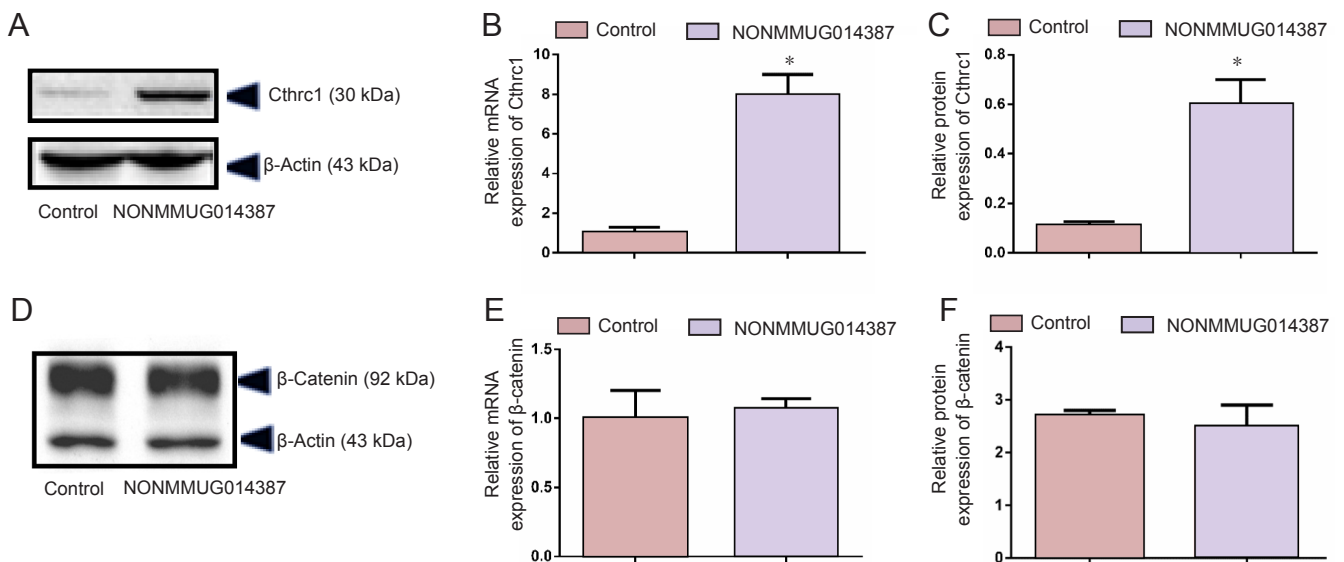 A
Cthrc1 (30 kDa)
β-Actin (43 kDa)
Control NONMMUG014387
B
Control NONMMUG014387
Relative mRNA
expression of Cthrc1
10
8
6
4
2
0
*
C
Control NONMMUG014387
Relative protein
expression of Cthrc1
0.8
0.6
0.4
0.2
0.0
*
D
β-Catenin (92 kDa)
β-Actin (43 kDa)
Control NONMMUG014387
E
Control NONMMUG014387
Relative mRNA
expression of β-catenin
1.5
1.0
0.5
0.0
F
Control NONMMUG014387
Relative protein
expression of β-catenin
4
3
2
1
0